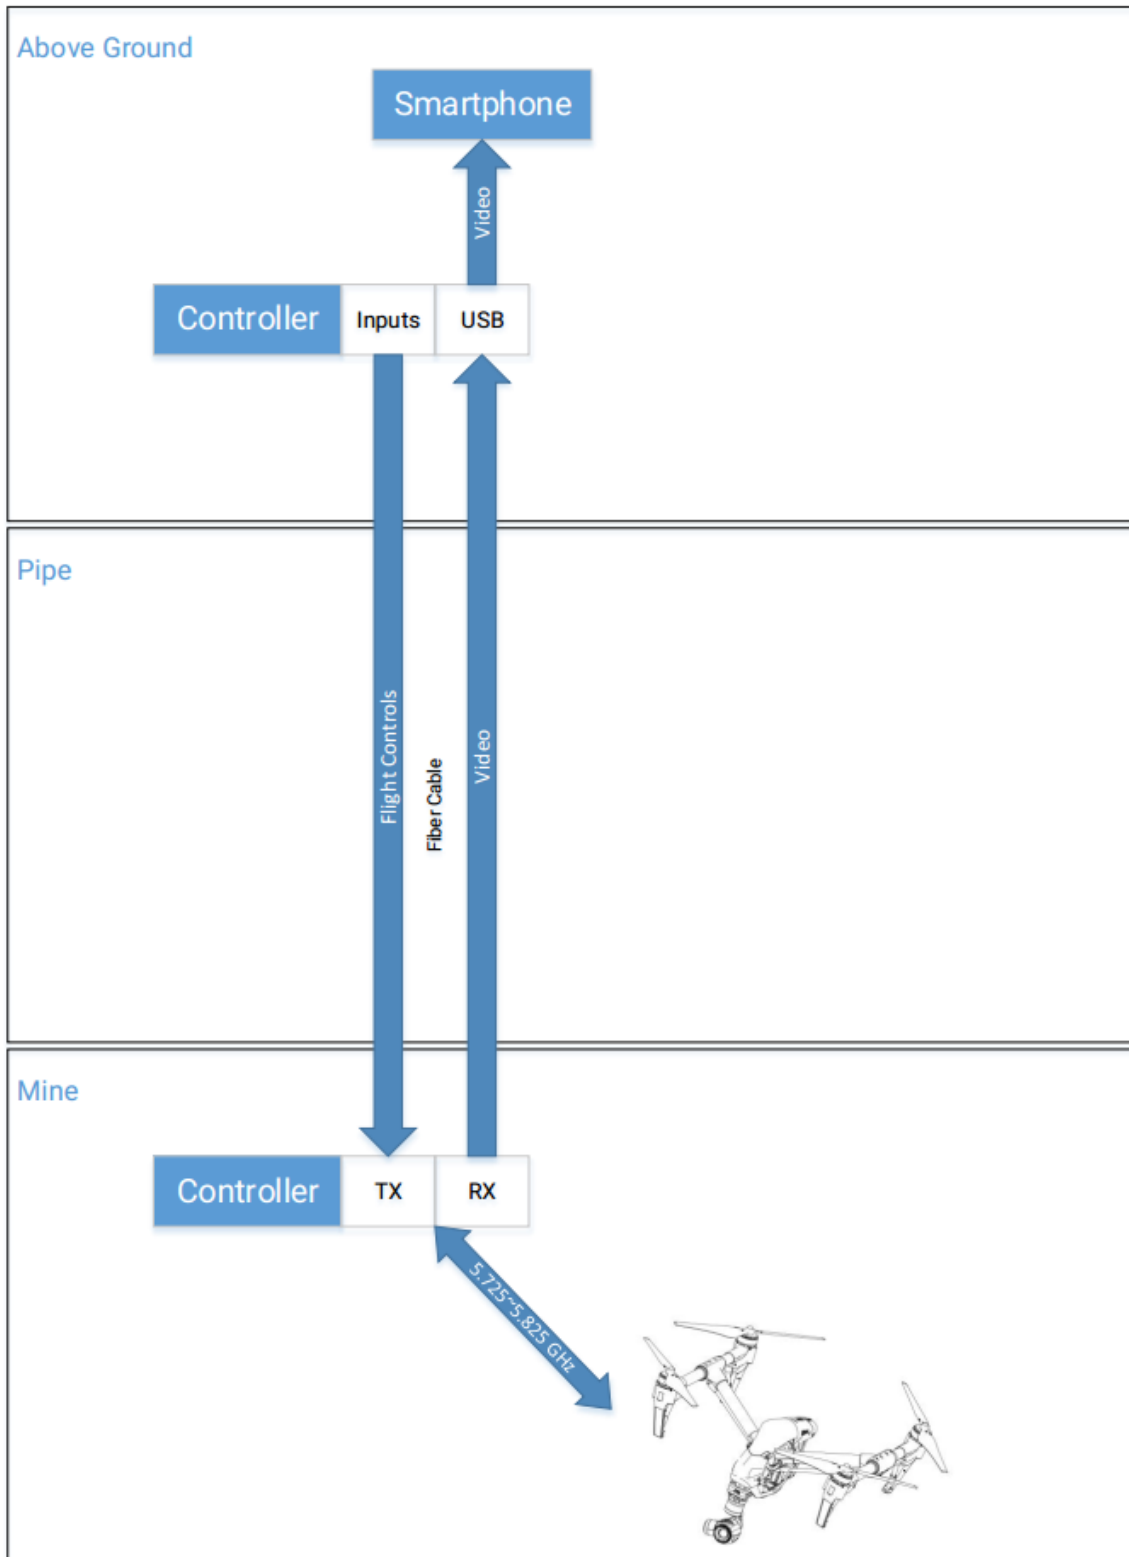 Above Ground
Smartphone
Video
Controller
Inputs
USB
Pipe
Flight Controls
Fiber Cable
Video
Mine
Controller
TX
RX
5.725~5.825 GHz